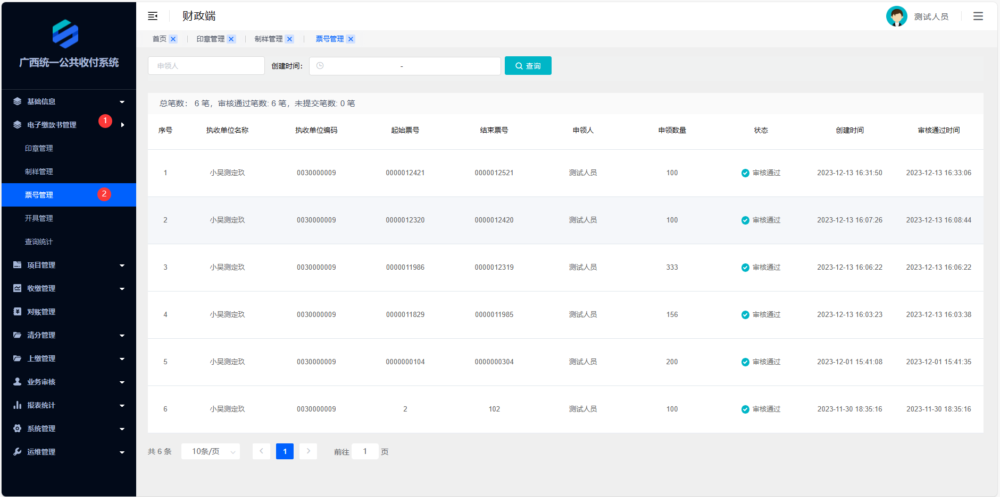 广西统一公共收付系统
基础信息
电子缴款书管理 1
印章管理
制样管理
票号管理 2
开具管理
查询统计
项目管理
收缴管理
对账管理
清分管理
上缴管理
业务审核
报表统计
系统管理
运维管理
财政端
测试人员
首页 印章管理 制样管理 票号管理
申领人 创建时间: - 查询
总笔数: 6 笔, 审核通过笔数: 6 笔, 未提交笔数: 0 笔
序号 执收单位名称 执收单位编码 起始票号 结束票号 申领人 申领数量 状态 创建时间 审核通过时间
1 小吴测定玖 0030000009 0000012421 0000012521 测试人员 100 审核通过 2023-12-13 16:31:50 2023-12-13 16:33:06
2 小吴测定玖 0030000009 0000012320 0000012420 测试人员 100 审核通过 2023-12-13 16:07:26 2023-12-13 16:08:44
3 小吴测定玖 0030000009 0000011986 0000012319 测试人员 333 审核通过 2023-12-13 16:06:22 2023-12-13 16:06:22
4 小吴测定玖 0030000009 0000011829 0000011985 测试人员 156 审核通过 2023-12-13 16:03:23 2023-12-13 16:03:38
5 小吴测定玖 0030000009 0000000104 0000000304 测试人员 200 审核通过 2023-12-01 15:41:08 2023-12-01 15:41:35
6 小吴测定玖 0030000009 2 102 测试人员 100 审核通过 2023-11-30 18:35:16 2023-11-30 18:35:16
共 6 条 10条/页 1 前往 1 页